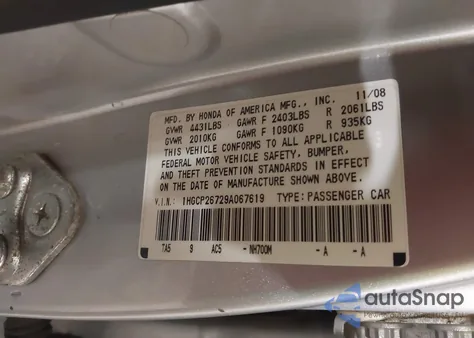 MFD. BY HONDA OF AMERICA MFG., INC. 11/08
GVWR 4431LBS GAWR F 2403LBS R 2061LBS
GVWR 2010KG GAWR F 1090KG R 935KG
THIS VEHICLE CONFORMS TO ALL APPLICABLE
FEDERAL MOTOR VEHICLE SAFETY, BUMPER,
AND THEFT PREVENTION STANDARDS IN EFFECT
ON THE DATE OF MANUFACTURE SHOWN ABOVE.
V.I.N.: 1HGCP26729A067619 TYPE: PASSENGER CAR
TA5 9 AC5 - NH700M - A - A
autaSnap